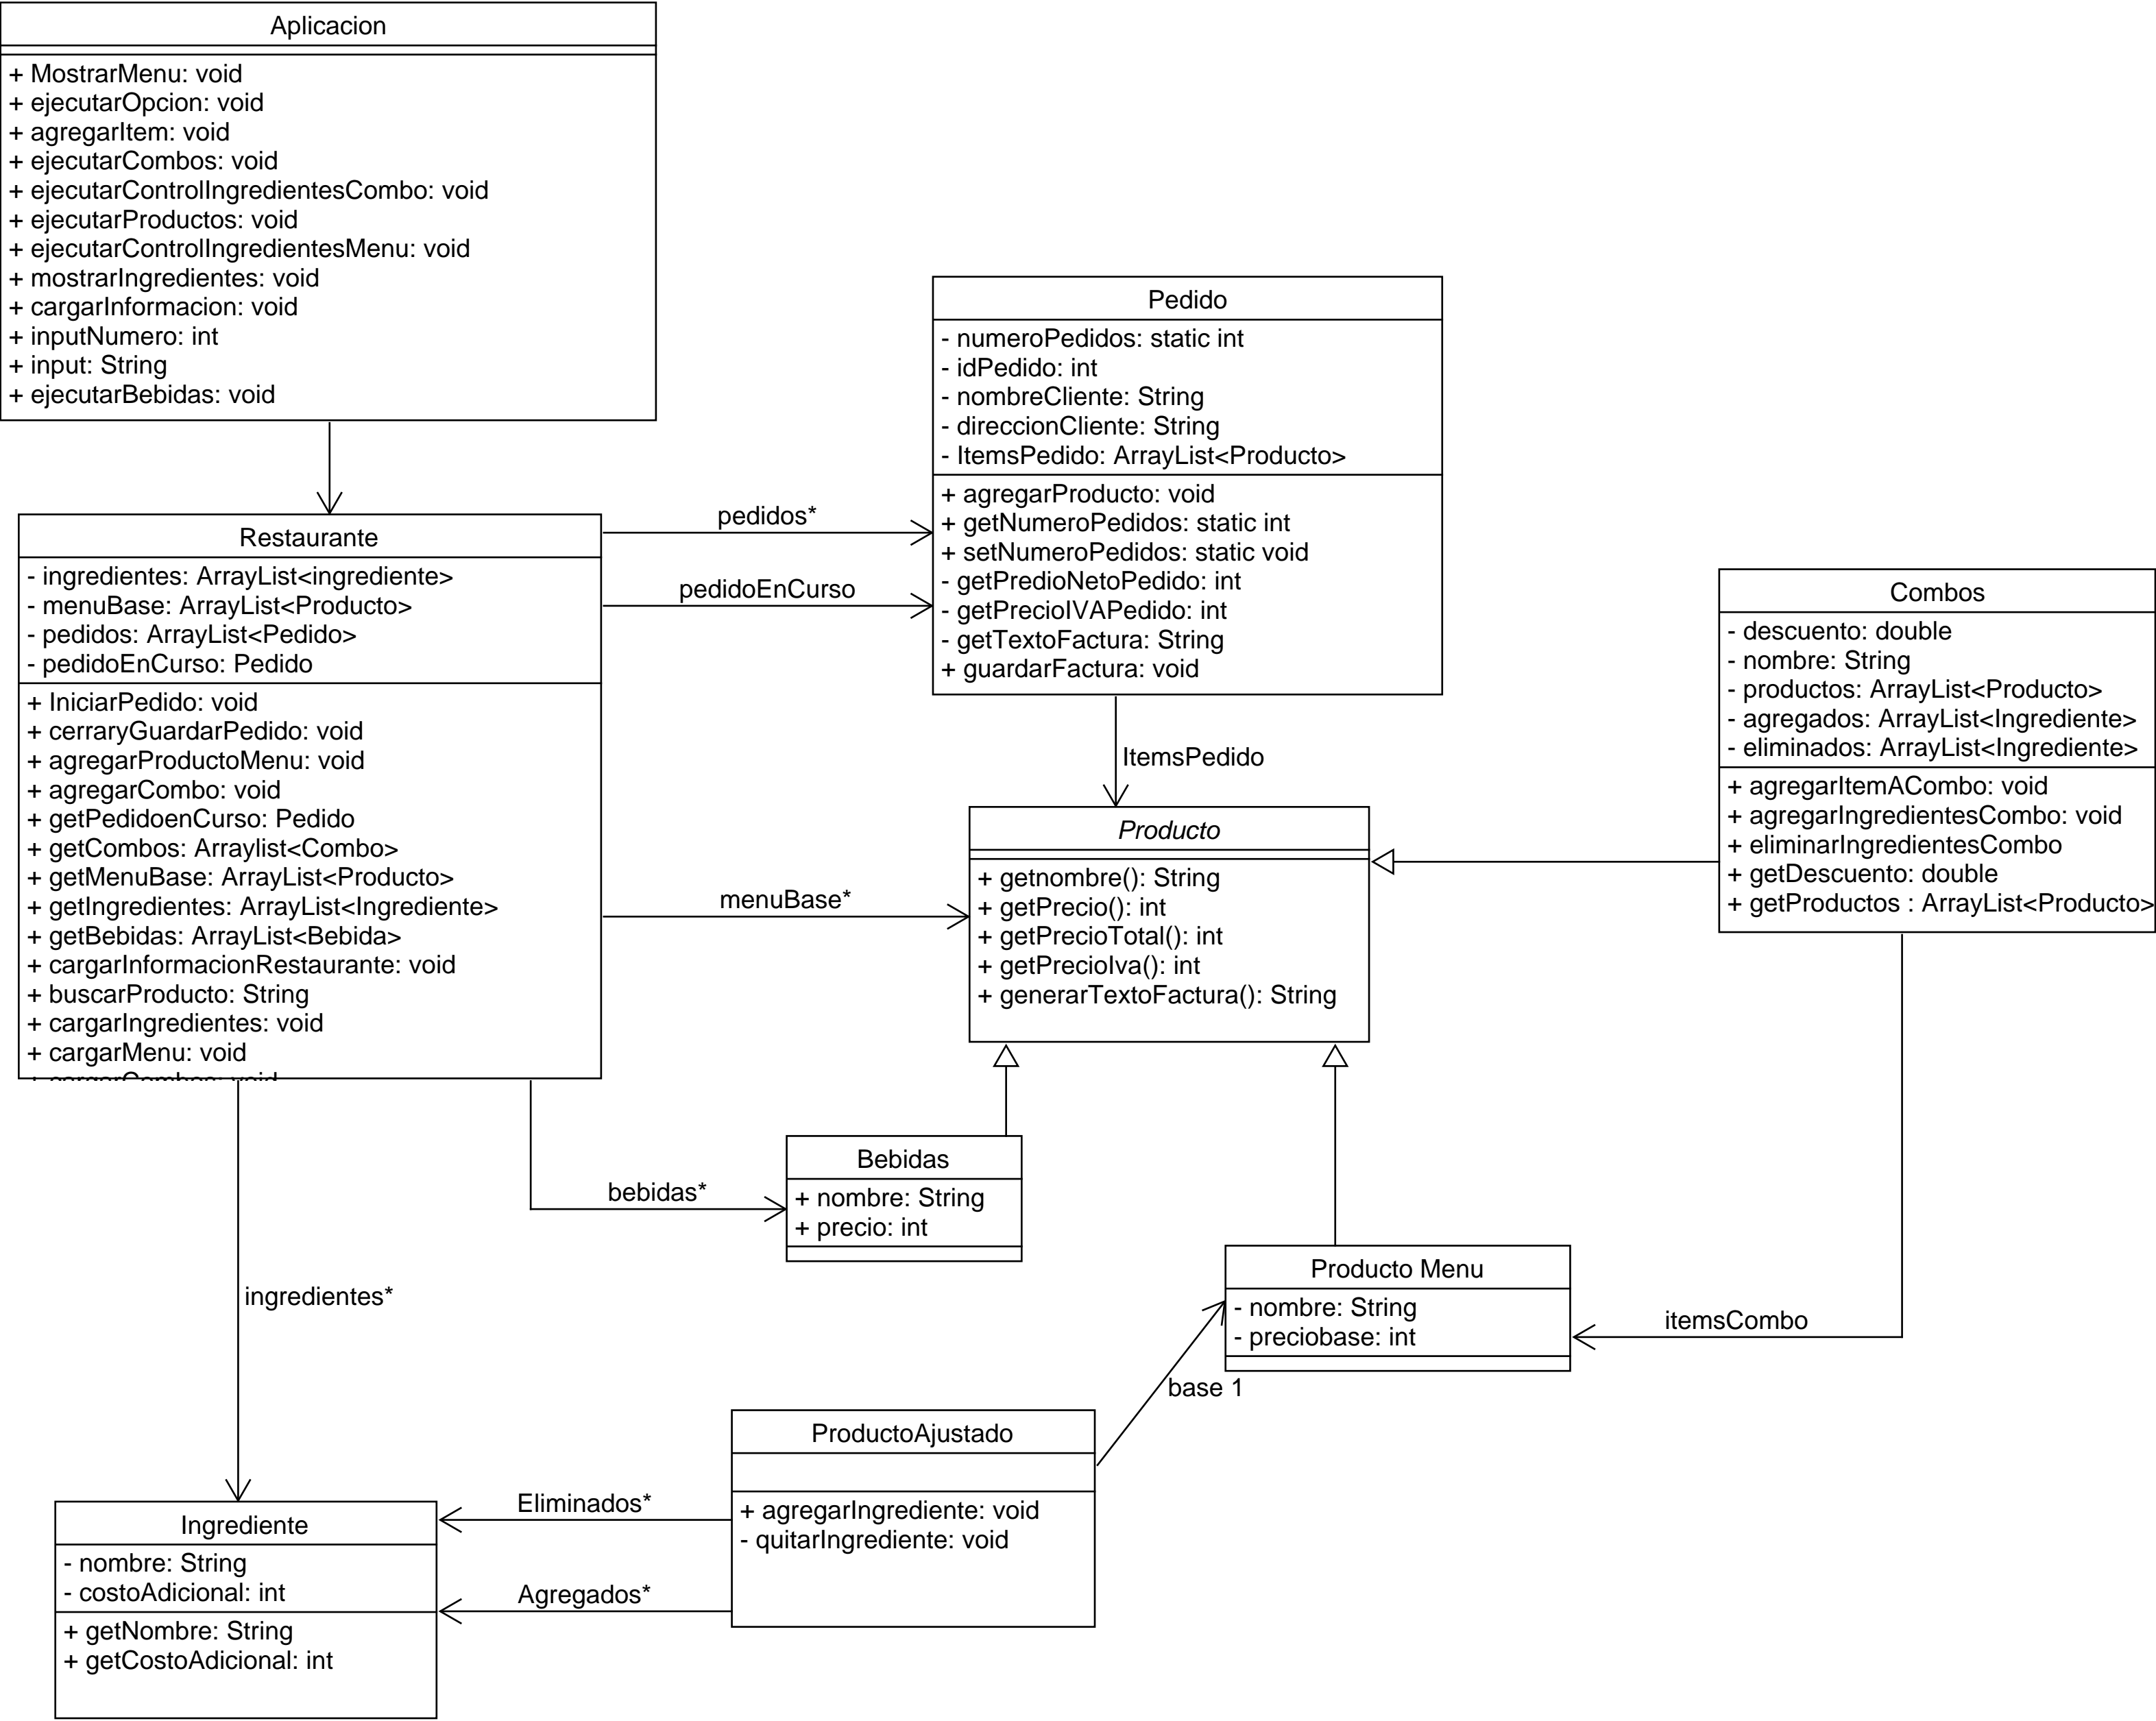 Aplicacion
+ MostrarMenu: void
+ ejecutarOpcion: void
+ agregarItem: void
+ ejecutarCombos: void
+ ejecutarControlIngredientesCombo: void
+ ejecutarProductos: void
+ ejecutarControlIngredientesMenu: void
+ mostrarIngredientes: void
+ cargarInformacion: void
+ inputNumero: int
+ input: String
+ ejecutarBebidas: void
Pedido
- numeroPedidos: static int
- idPedido: int
- nombreCliente: String
- direccionCliente: String
- ItemsPedido: ArrayList<Producto>
+ agregarProducto: void
+ getNumeroPedidos: static int
+ setNumeroPedidos: static void
- getPredioNetoPedido: int
- getPrecioIVAPedido: int
- getTextoFactura: String
+ guardarFactura: void
pedidos*
pedidoEnCurso
Restaurante
- ingredientes: ArrayList<ingrediente>
- menuBase: ArrayList<Producto>
- pedidos: ArrayList<Pedido>
- pedidoEnCurso: Pedido
+ IniciarPedido: void
+ cerraryGuardarPedido: void
+ agregarProductoMenu: void
+ agregarCombo: void
+ getPedidoenCurso: Pedido
+ getCombos: Arraylist<Combo>
+ getMenuBase: ArrayList<Producto>
+ getIngredientes: ArrayList<Ingrediente>
+ getBebidas: ArrayList<Bebida>
+ cargarInformacionRestaurante: void
+ buscarProducto: String
+ cargarIngredientes: void
+ cargarMenu: void
+ cargarCombos: void
Combos
- descuento: double
- nombre: String
- productos: ArrayList<Producto>
- agregados: ArrayList<Ingrediente>
- eliminados: ArrayList<Ingrediente>
+ agregarItemACombo: void
+ agregarIngredientesCombo: void
+ eliminarIngredientesCombo
+ getDescuento: double
+ getProductos : ArrayList<Producto>
ItemsPedido
menuBase*
Producto
+ getnombre(): String
+ getPrecio(): int
+ getPrecioTotal(): int
+ getPrecioIva(): int
+ generarTextoFactura(): String
bebidas*
Bebidas
+ nombre: String
+ precio: int
ingredientes*
Producto Menu
- nombre: String
- preciobase: int
itemsCombo
base 1
ProductoAjustado
+ agregarIngrediente: void
- quitarIngrediente: void
Eliminados*
Agregados*
Ingrediente
- nombre: String
- costoAdicional: int
+ getNombre: String
+ getCostoAdicional: int